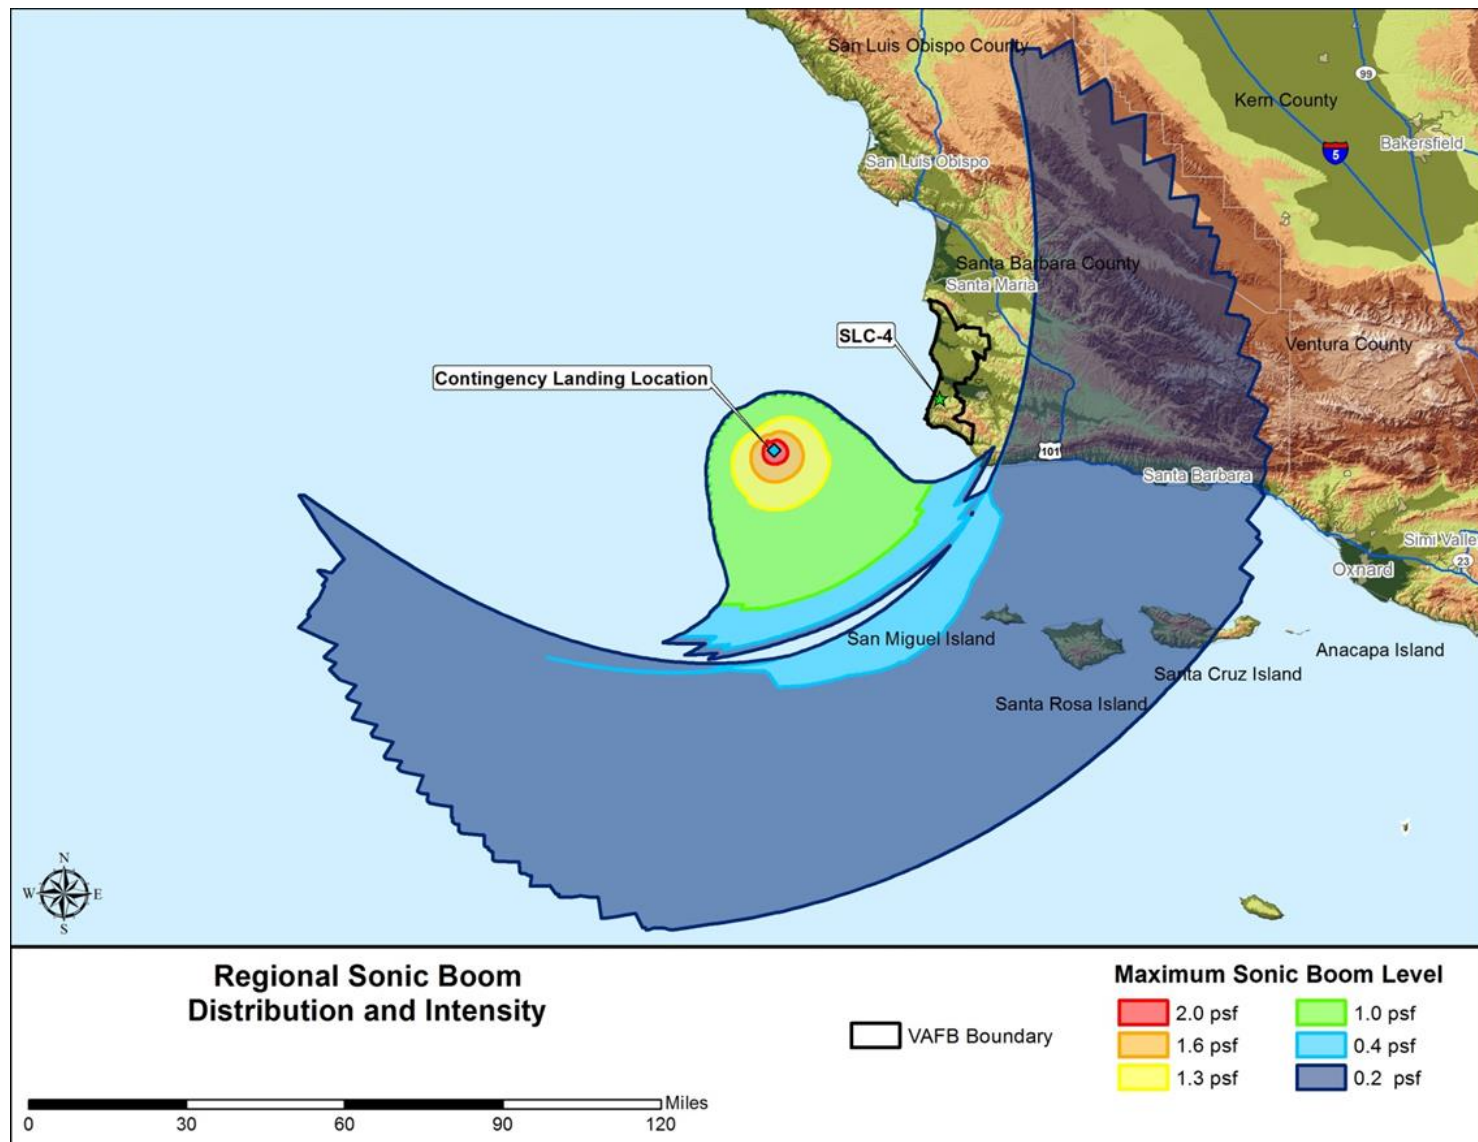 San Luis Obispo County
99
Kern County
5
Bakersfield
San Luis Obispo
Santa Barbara County
Santa Maria
SLC-4
Ventura County
Contingency Landing Location
101
Santa Barbara
Simi Valle
23
Oxnard
San Miguel Island
Anacapa Island
Santa Cruz Island
Santa Rosa Island
N
W E
S
Regional Sonic Boom
Distribution and Intensity
VAFB Boundary
Maximum Sonic Boom Level
2.0 psf
1.6 psf
1.3 psf
1.0 psf
0.4 psf
0.2 psf
Miles
0 30 60 90 120